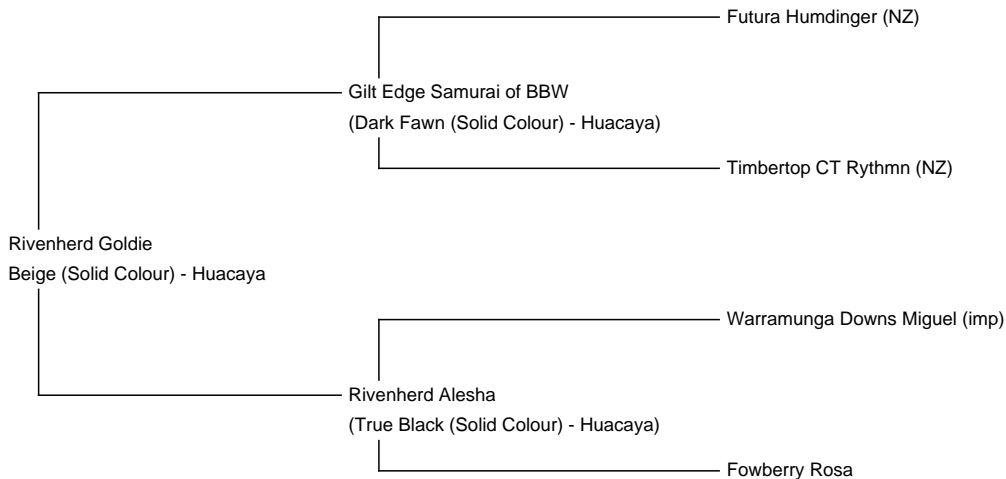 Futura Humdinger (NZ)
Gilt Edge Samurai of BBW
(Dark Fawn (Solid Colour) - Huacaya)
Timbertop CT Rythmn (NZ)
Rivenherd Goldie
Beige (Solid Colour) - Huacaya
Warramunga Downs Miguel (imp)
Rivenherd Alesha
(True Black (Solid Colour) - Huacaya)
Fowberry Rosa